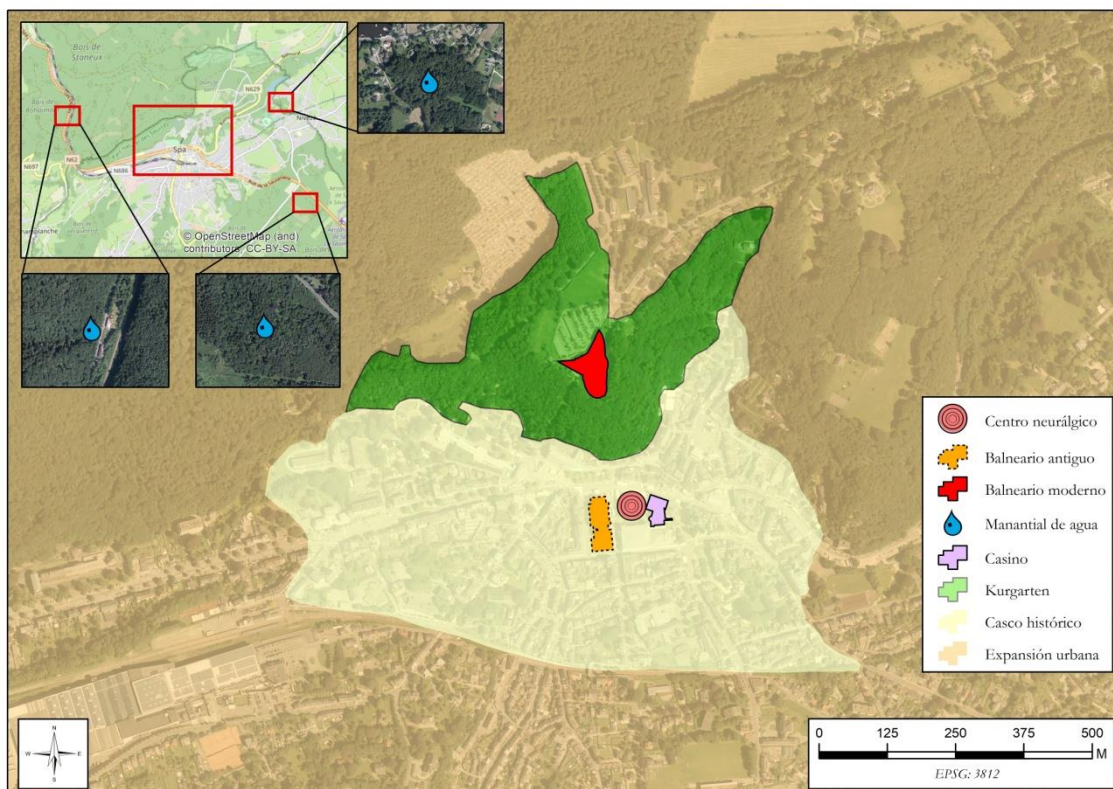 Bois de
Staneux
N629
Spa
N62
N697
N686
© OpenStreetMap (and)
contributors, CC-BY-SA
Centro neurálgico
Balneario antiguo
Balneario moderno
Manantial de agua
Casino
Kurgarten
Casco histórico
Expansión urbana
N
W
E
S
0
125
250
375
500
M
EPSG: 3812